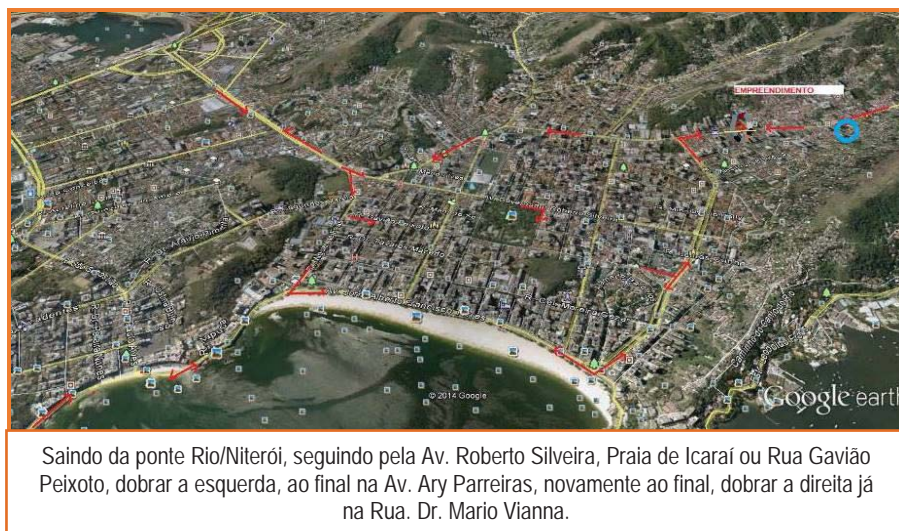 EMPREENDIMENTO
© 2014 Google
Google earth
Saindo da ponte Rio/Niterói, seguindo pela Av. Roberto Silveira, Praia de Icaraí ou Rua Gavião
Peixoto, dobrar a esquerda, ao final na Av. Ary Parreiras, novamente ao final, dobrar a direita já
na Rua. Dr. Mario Vianna.